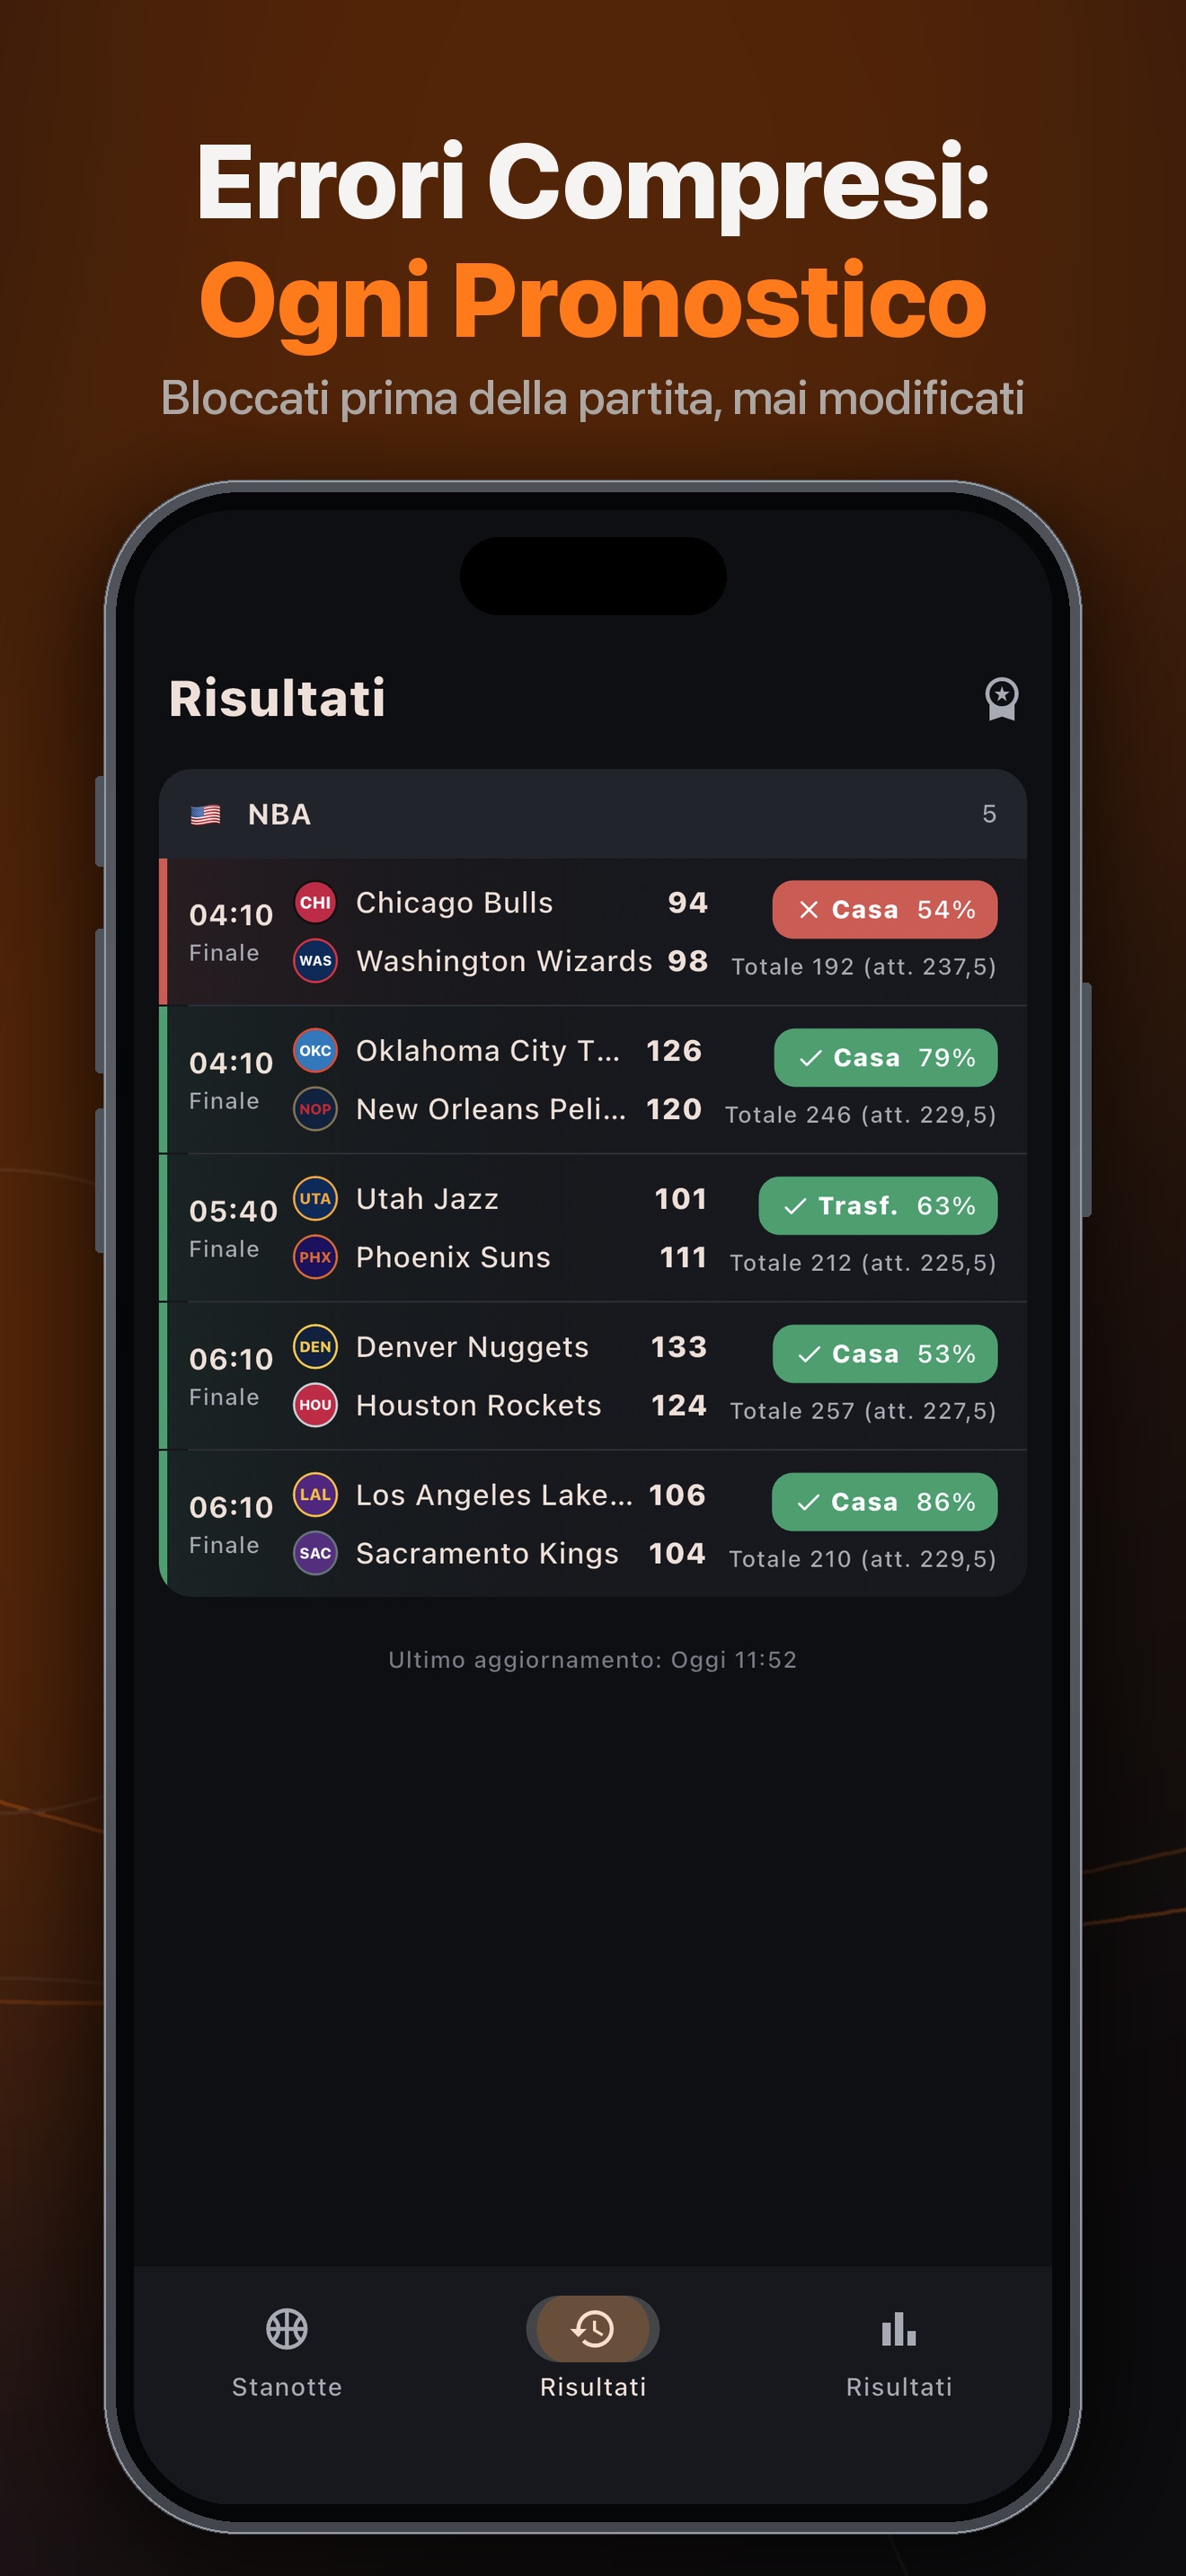 Errori Compresi:
Ogni Pronostico
Bloccati prima della partita, mai modificati
Risultati
🇺🇸 NBA 5
04:10 CHI Chicago Bulls 94 ✕ Casa 54%
Finale WAS Washington Wizards 98 Totale 192 (att. 237,5)
04:10 OKC Oklahoma City T... 126 ✓ Casa 79%
Finale NOP New Orleans Peli... 120 Totale 246 (att. 229,5)
05:40 UTA Utah Jazz 101 ✓ Trasf. 63%
Finale PHX Phoenix Suns 111 Totale 212 (att. 225,5)
06:10 DEN Denver Nuggets 133 ✓ Casa 53%
Finale HOU Houston Rockets 124 Totale 257 (att. 227,5)
06:10 LAL Los Angeles Lake... 106 ✓ Casa 86%
Finale SAC Sacramento Kings 104 Totale 210 (att. 229,5)
Ultimo aggiornamento: Oggi 11:52
Stanotte Risultati Risultati